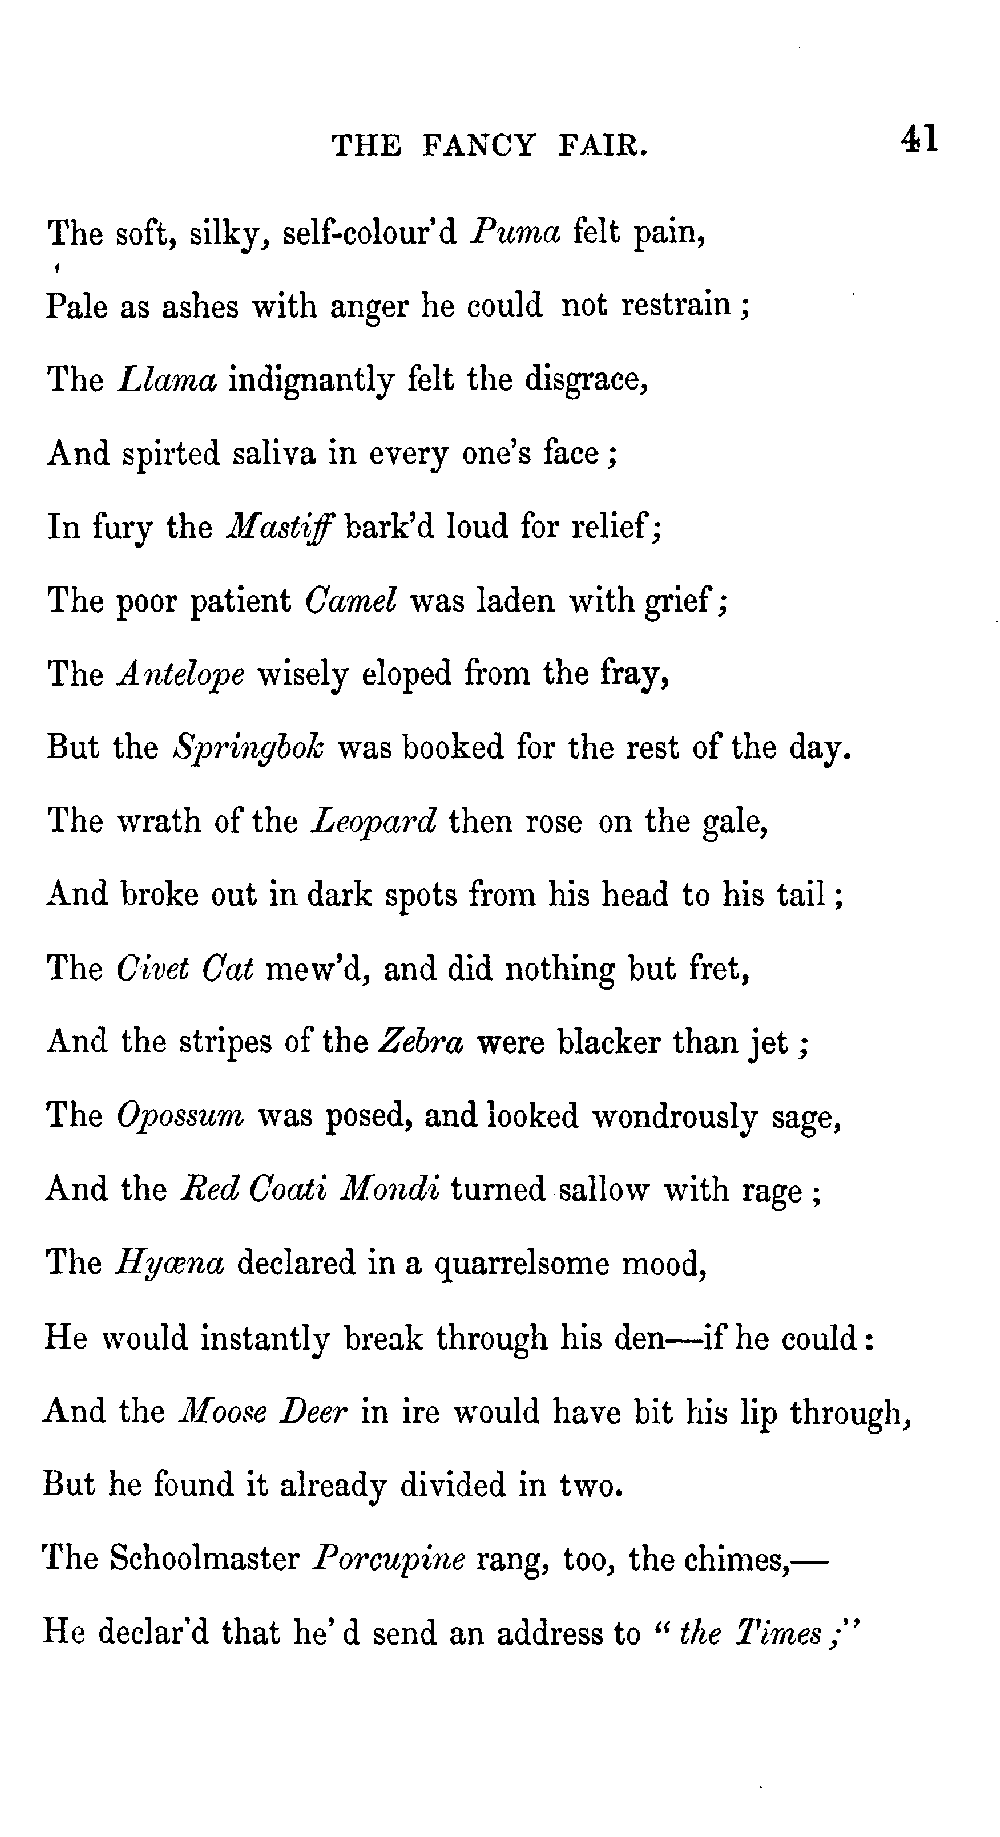 THE FANCY FAIR. 41
The soft, silky, self-colour'd Puma felt pain,
Pale as ashes with anger he could not restrain ;
The Llama indignantly felt the disgrace,
And spirted saliva in every one's face ;
In fury the Mastiff bark'd loud for relief;
The poor patient Camel was laden with grief ;
The Antelope wisely eloped from the fray,
But the Springbok was booked for the rest of the day.
The wrath of the Leopard then rose on the gale,
And broke out in dark spots from his head to his tail ;
The Civet Cat mew'd, and did nothing but fret,
And the stripes of the Zebra were blacker than jet ;
The Opossum was posed, and looked wondrously sage,
And the Red Coati Mondi turned sallow with rage ;
The Hyœna declared in a quarrelsome mood,
He would instantly break through his den—if he could :
And the Moose Deer in ire would have bit his lip through,
But he found it already divided in two.
The Schoolmaster Porcupine rang, too, the chimes,—
He declar'd that he'd send an address to “ the Times ;”